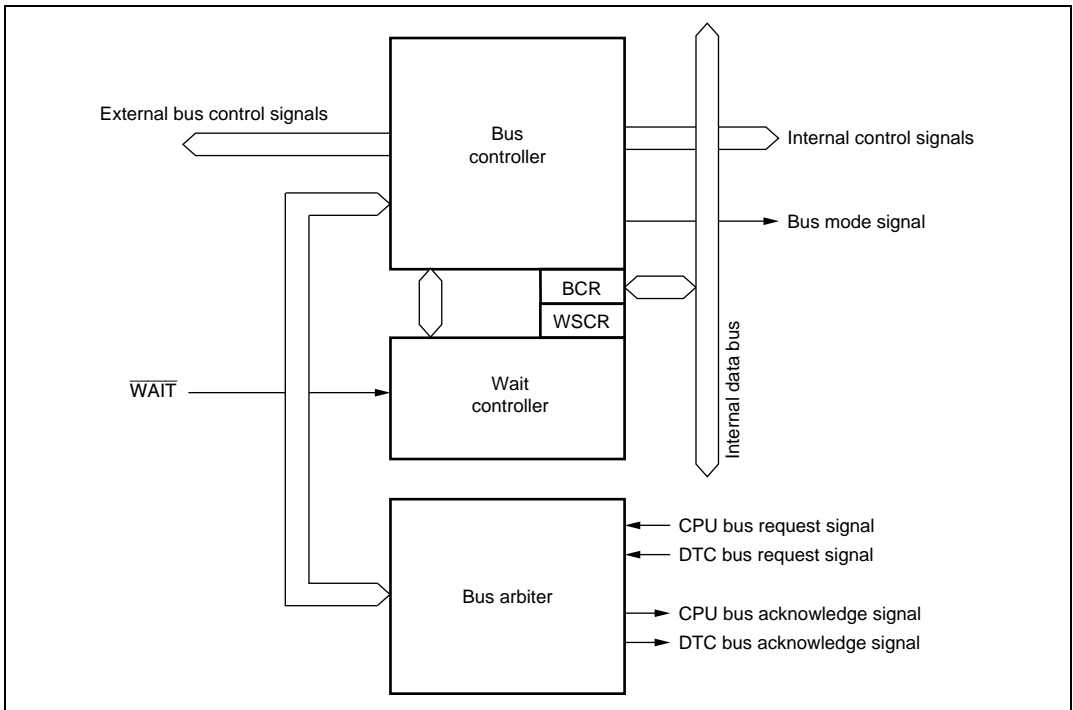 External bus control signals
Bus
controller
Internal control signals
Bus mode signal
BCR
WSCR
W̅A̅I̅T̅
Wait
controller
Internal data bus
Bus arbiter
CPU bus request signal
DTC bus request signal
CPU bus acknowledge signal
DTC bus acknowledge signal